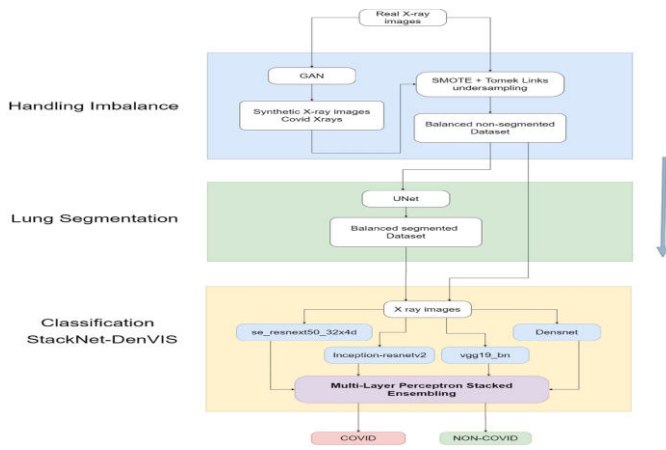 Real X-ray
images
Handling Imbalance
GAN
SMOTE + Tomek Links
undersampling
Synthetic X-ray images
Covid Xrays
Balanced non-segmented
Dataset
Lung Segmentation
UNet
Balanced segmented
Dataset
Classification
StackNet-DenVIS
X ray images
se_resnext50_32x4d
Densnet
Inception-resnetv2
vgg19_bn
Multi-Layer Perceptron Stacked
Ensembling
COVID
NON-COVID